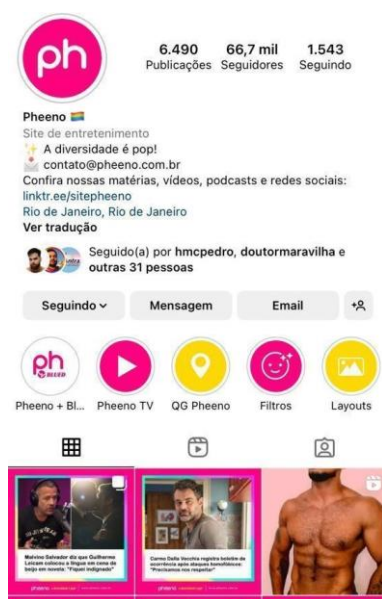 ph
6.490 66,7 mil 1.543
Publicações Seguidores Seguindo
Pheeno
Site de entretenimento
A diversidade é pop!
contato@pheeno.com.br
Confira nossas matérias, vídeos, podcasts e redes sociais:
linktr.ee/sitepheeno
Rio de Janeiro, Rio de Janeiro
Ver tradução
Seguido(a) por hmcpedro, doutormaravilha e
outras 31 pessoas
Seguindo Mensagem Email
ph
Pheeno + Bl... Pheeno TV QG Pheeno Filtros Layouts
Malvino Salvador diz que Guilherme
Leicam colocou a língua em cena de
beijo em novela: "Fiquei indignado"
Carmo Dalla Vecchia registra boletim de
ocorrência após ataques homofóbicos:
"Precisamos nos respeitar"
pheeno
pheeno